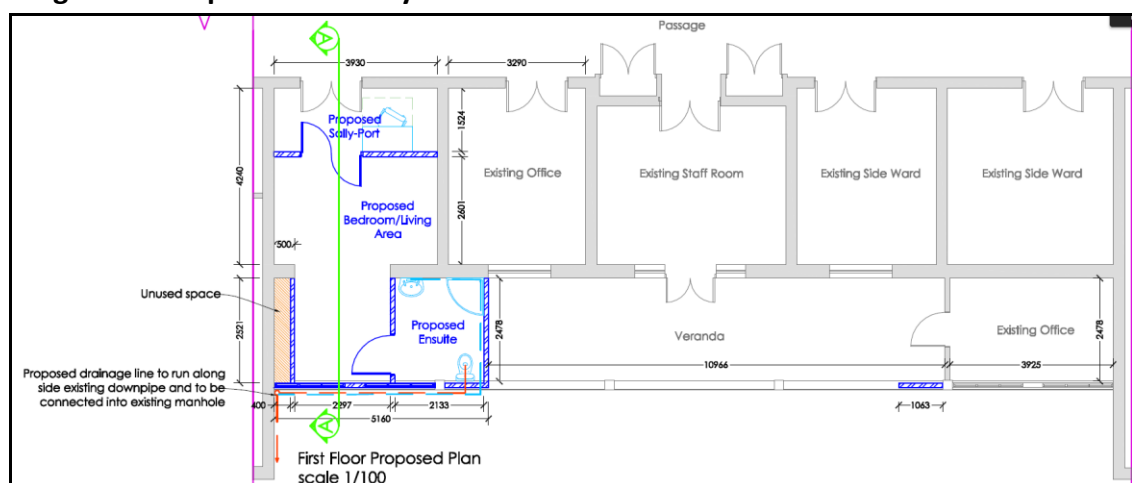 Passage
A
3930
3290
Proposed
Sally-Port
1524
4240
Existing Office
Existing Staff Room
Existing Side Ward
Existing Side Ward
Proposed
Bedroom/Living
Area
2601
500
Unused space
2521
Proposed
Ensuite
2478
Veranda
Existing Office
2478
10966
3925
Proposed drainage line to run along
side existing downpipe and to be
connected into existing manhole
400
2297
2133
1063
5160
A
First Floor Proposed Plan
scale 1/100